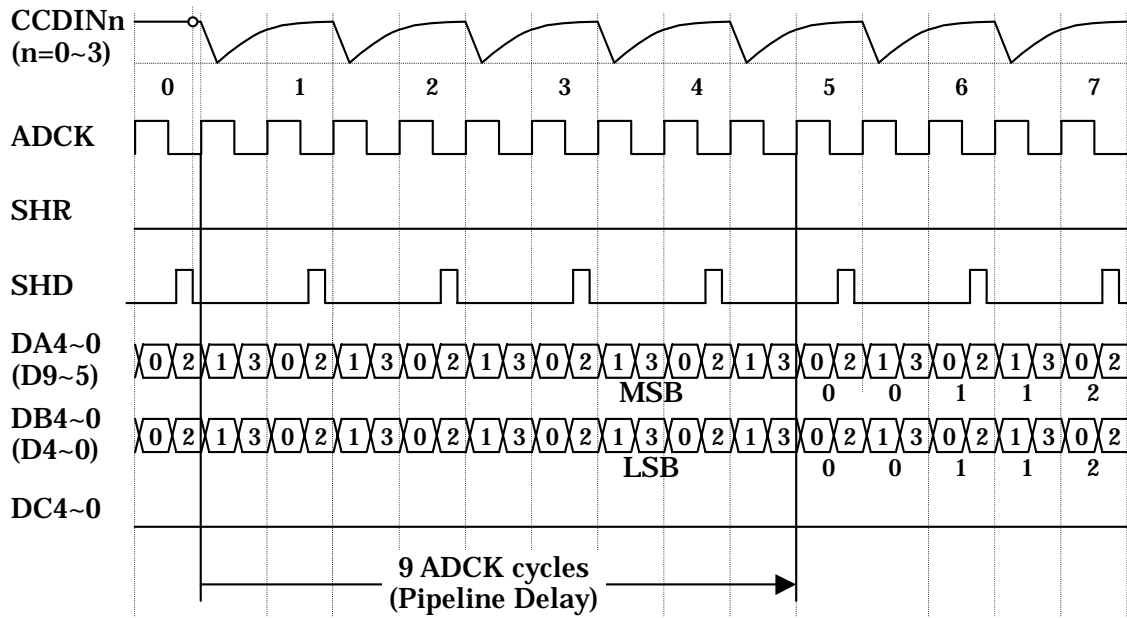 CCDINn
(n=0~3)
0 1 2 3 4 5 6 7
ADCK
SHR
SHD
DA4~0
(D9~5)
0 2 1 3 0 2 1 3 0 2 1 3 0 2 1 3 0 2 1 3 0 2 1 3 0 2 1 3 0 2
MSB 0 0 1 1 2
DB4~0
(D4~0)
0 2 1 3 0 2 1 3 0 2 1 3 0 2 1 3 0 2 1 3 0 2 1 3 0 2 1 3 0 2
LSB 0 0 1 1 2
DC4~0
9 ADCK cycles
(Pipeline Delay)